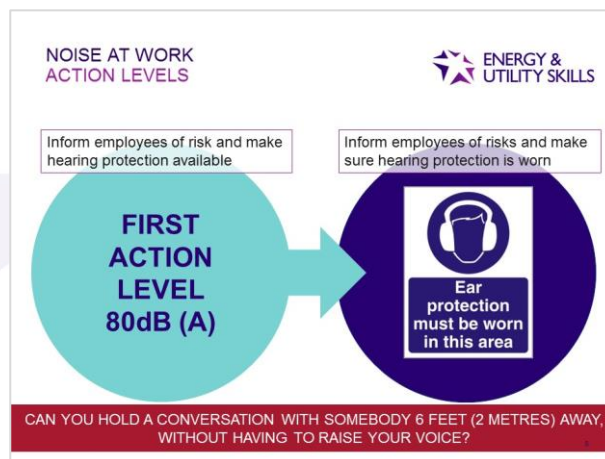 NOISE AT WORK
ACTION LEVELS
ENERGY &
UTILITY SKILLS
Inform employees of risk and make
hearing protection available
Inform employees of risks and make
sure hearing protection is worn
FIRST
ACTION
LEVEL
80dB (A)
Ear
protection
must be worn
in this area
CAN YOU HOLD A CONVERSATION WITH SOMEBODY 6 FEET (2 METRES) AWAY,
WITHOUT HAVING TO RAISE YOUR VOICE?